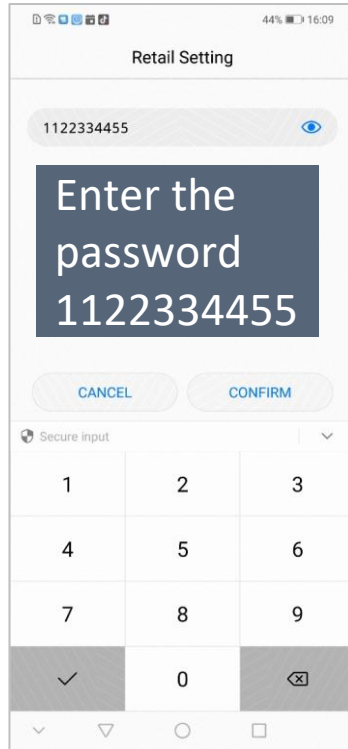 44% 16:09
Retail Setting
1122334455
Enter the
password
1122334455
CANCEL CONFIRM
Secure input
1 2 3
4 5 6
7 8 9
0